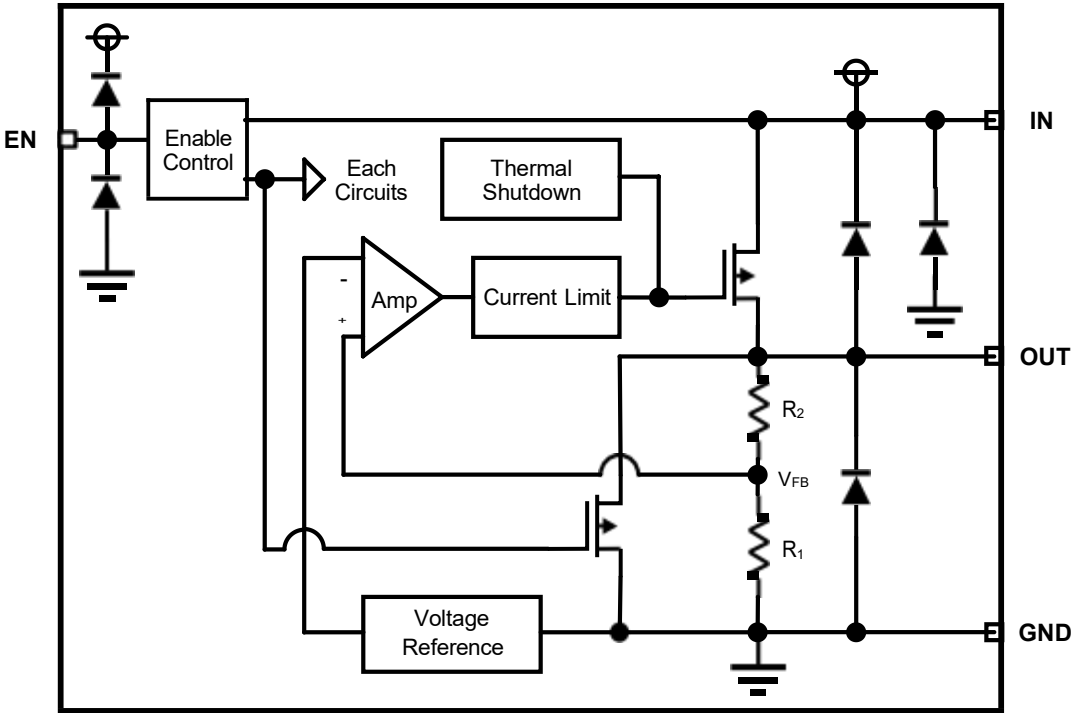 EN
Enable
Control
IN
Each
Circuits
Thermal
Shutdown
-
+
Amp
Current Limit
OUT
R2
VFB
R1
Voltage
Reference
GND